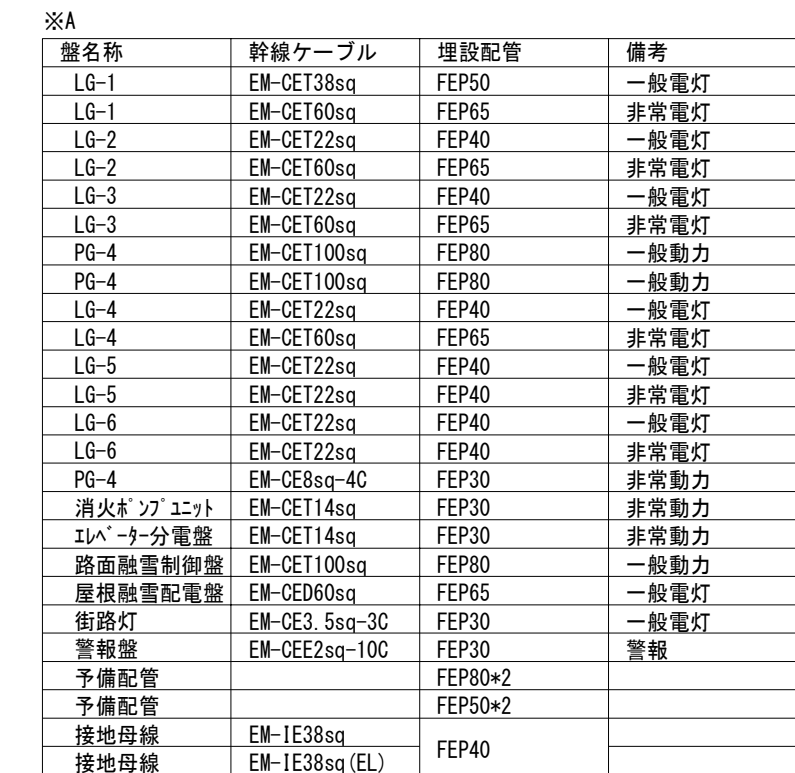 ※A
盤名称 幹線ケーブル 埋設配管 備考
LG-1 EM-CET38sq FEP50 一般電灯
LG-1 EM-CET60sq FEP65 非常電灯
LG-2 EM-CET22sq FEP40 一般電灯
LG-2 EM-CET60sq FEP65 非常電灯
LG-3 EM-CET22sq FEP40 一般電灯
LG-3 EM-CET60sq FEP65 非常電灯
PG-4 EM-CET100sq FEP80 一般動力
PG-4 EM-CET100sq FEP80 一般動力
LG-4 EM-CET22sq FEP40 一般電灯
LG-4 EM-CET60sq FEP65 非常電灯
LG-5 EM-CET22sq FEP40 一般電灯
LG-5 EM-CET22sq FEP40 非常電灯
LG-6 EM-CET22sq FEP40 一般電灯
LG-6 EM-CET22sq FEP40 非常電灯
PG-4 EM-CE8sq-4C FEP30 非常動力
消火ﾎﾟﾝﾌﾟﾕﾆｯﾄ EM-CET14sq FEP30 非常動力
ｴﾚﾍﾞｰﾀｰ分電盤 EM-CET14sq FEP30 非常動力
路面融雪制御盤 EM-CET100sq FEP80 一般動力
屋根融雪配電盤 EM-CED60sq FEP65 一般電灯
街路灯 EM-CE3.5sq-3C FEP30 一般電灯
警報盤 EM-CEE2sq-10C FEP30 警報
予備配管 FEP80*2
予備配管 FEP50*2
接地母線 EM-IE38sq FEP40
接地母線 EM-IE38sq(EL)